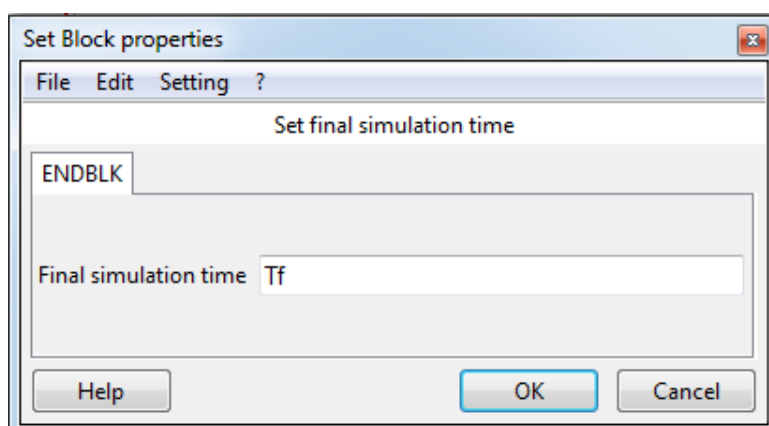 Set Block properties
File Edit Setting ?
Set final simulation time
ENDBLK
Final simulation time Tf
Help OK Cancel